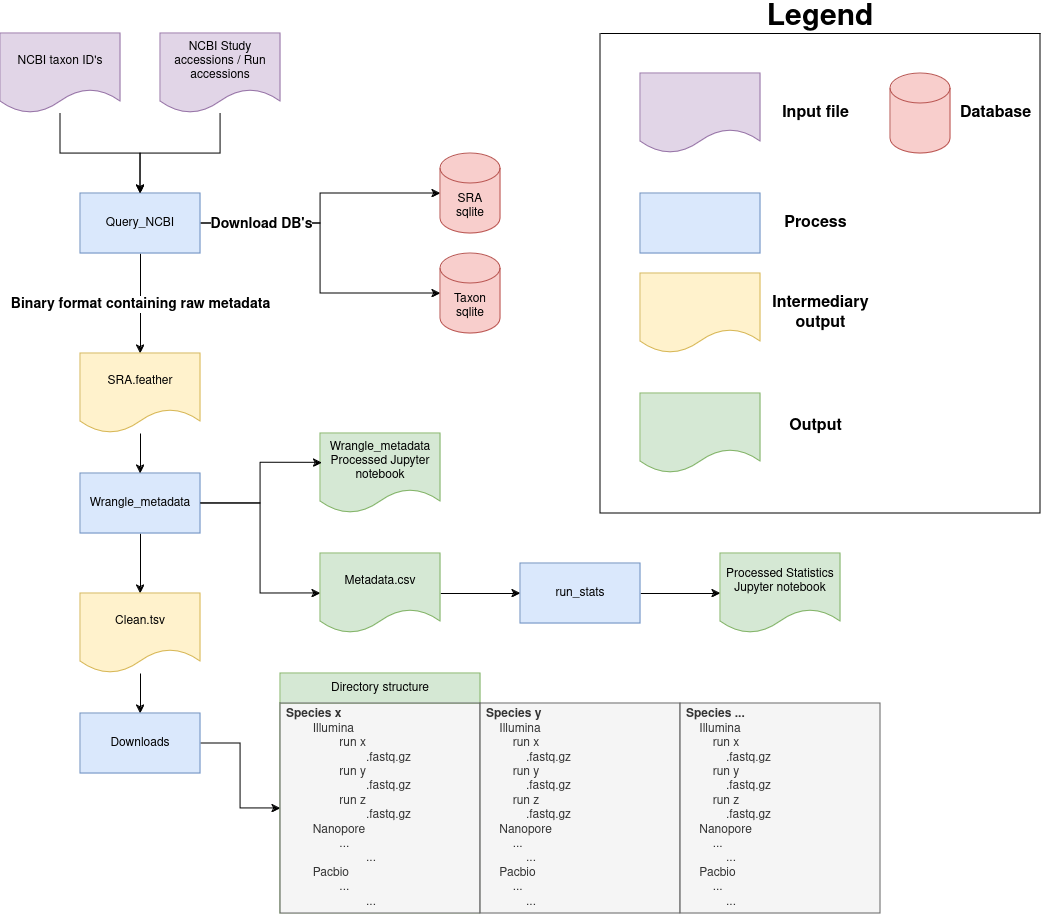 Legend
NCBI taxon ID's
NCBI Study
accessions / Run
accessions
Input file
Database
Query_NCBI
Download DB's
SRA
sqlite
Taxon
sqlite
Process
Binary format containing raw metadata
Intermediary
output
SRA.feather
Output
Wrangle_metadata
Wrangle_metadata
Processed Jupyter
notebook
Metadata.csv
run_stats
Processed Statistics
Jupyter notebook
Clean.tsv
Downloads
Directory structure
Species x
Illumina
run x
.fastq.gz
run y
.fastq.gz
run z
.fastq.gz
Nanopore
...
...
Pacbio
...
...
Species y
Illumina
run x
.fastq.gz
run y
.fastq.gz
run z
.fastq.gz
Nanopore
...
...
Pacbio
...
...
Species ...
Illumina
run x
.fastq.gz
run y
.fastq.gz
run z
.fastq.gz
Nanopore
...
...
Pacbio
...
...